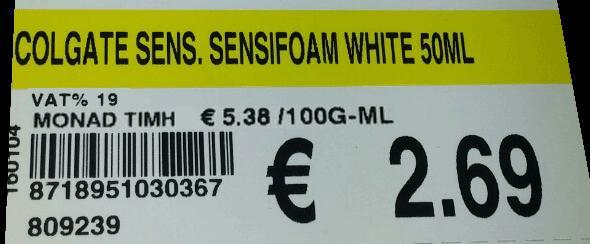 COLGATE SENS. SENSIFOAM WHITE 50ML
VAT% 19
MONAD TIMH € 5.38 /100G-ML
160104
8718951030367
€ 2.69
809239